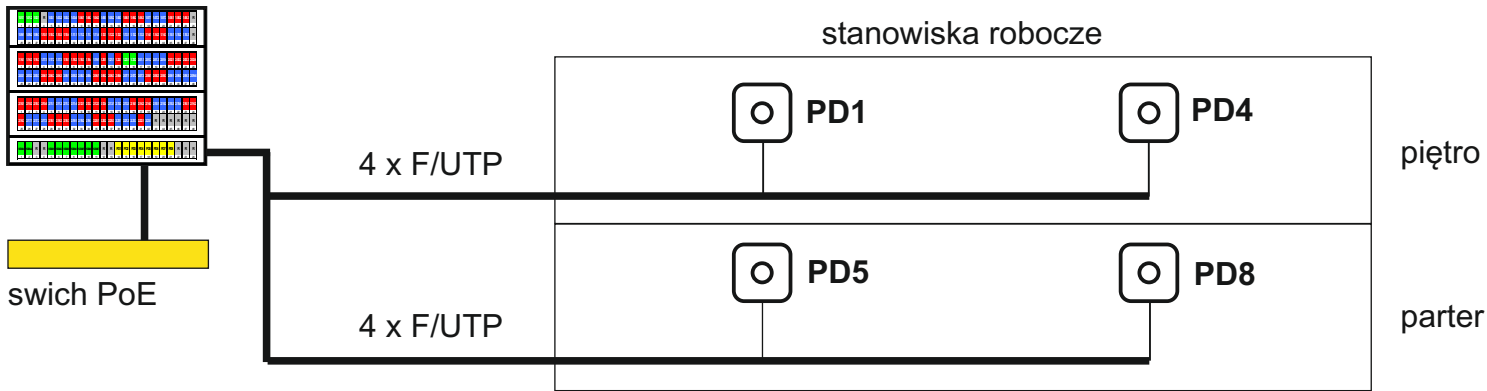 stanowiska robocze
PD1
PD4
4 x F/UTP
piętro
PD5
PD8
swich PoE
4 x F/UTP
parter